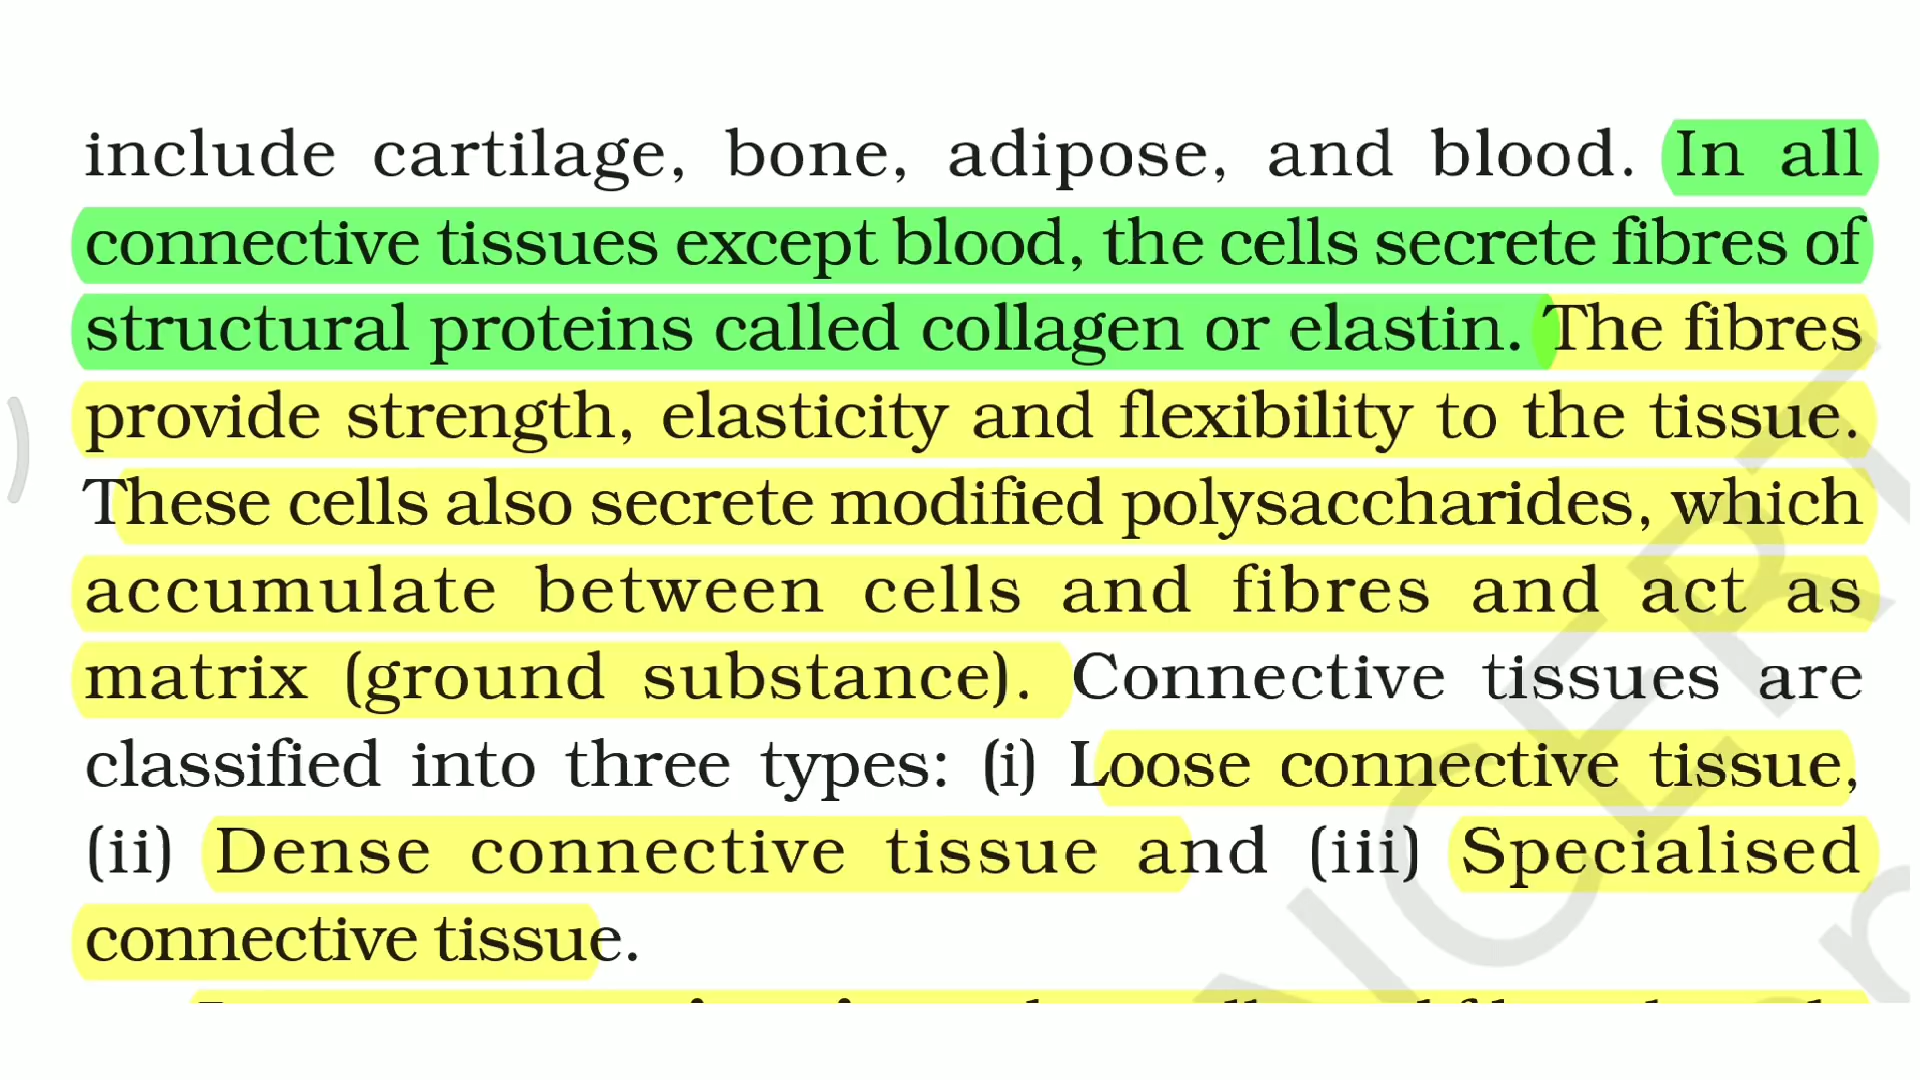 include cartilage, bone, adipose, and blood. In all
connective tissues except blood, the cells secrete fibres of
structural proteins called collagen or elastin. The fibres
provide strength, elasticity and flexibility to the tissue.
These cells also secrete modified polysaccharides, which
accumulate between cells and fibres and act as
matrix (ground substance). Connective tissues are
classified into three types: (i) Loose connective tissue,
(ii) Dense connective tissue and (iii) Specialised
connective tissue.
NCERT